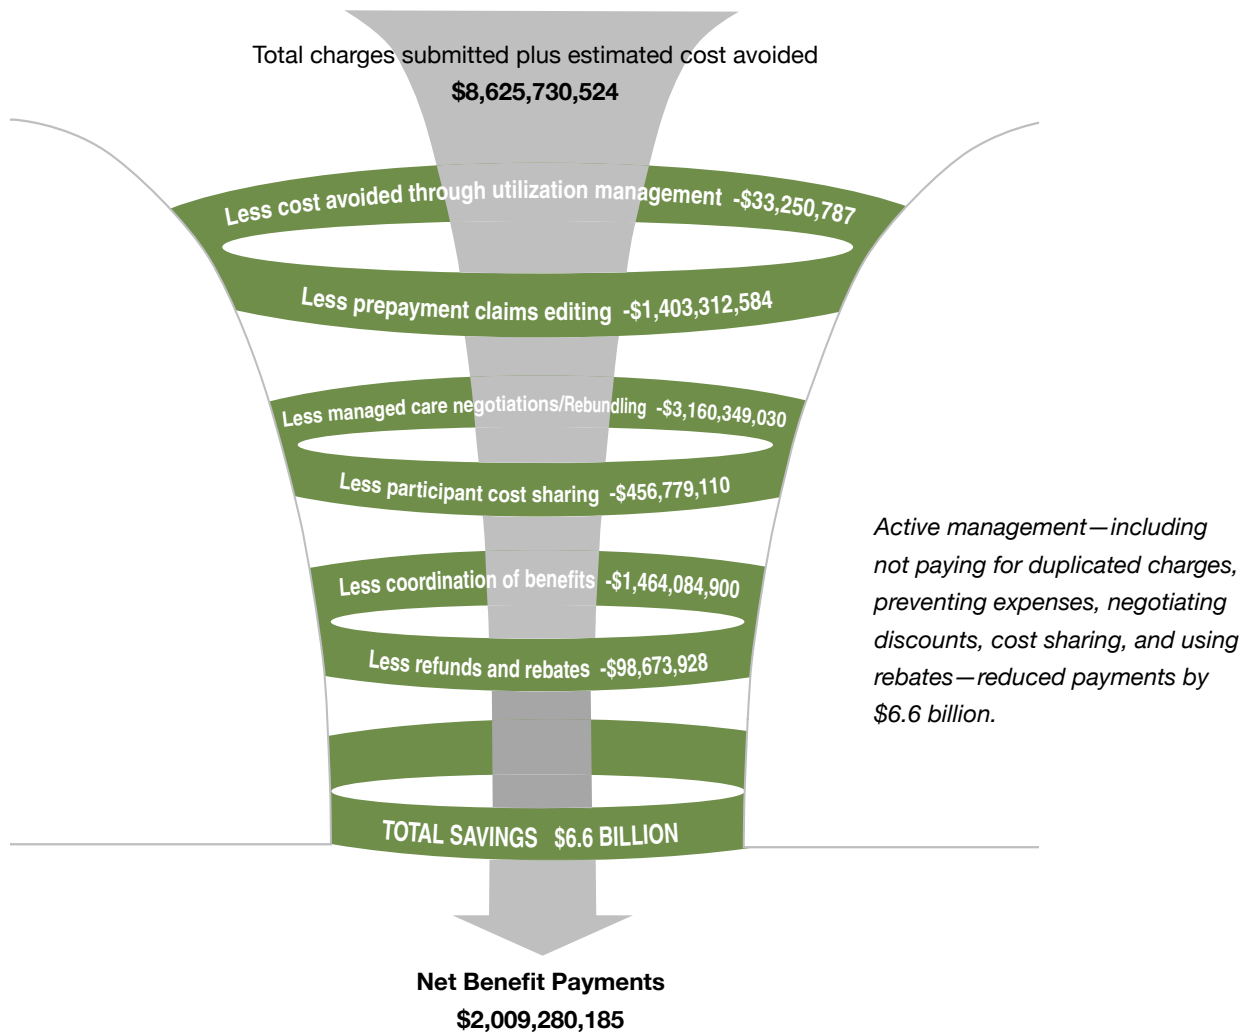 Total charges submitted plus estimated cost avoided
$8,625,730,524
Less cost avoided through utilization management -$33,250,787
Less prepayment claims editing -$1,403,312,584
Less managed care negotiations/Rebundling -$3,160,349,030
Less participant cost sharing -$456,779,110
Less coordination of benefits -$1,464,084,900
Less refunds and rebates -$98,673,928
TOTAL SAVINGS $6.6 BILLION
Active management—including
not paying for duplicated charges,
preventing expenses, negotiating
discounts, cost sharing, and using
rebates—reduced payments by
$6.6 billion.
Net Benefit Payments
$2,009,280,185